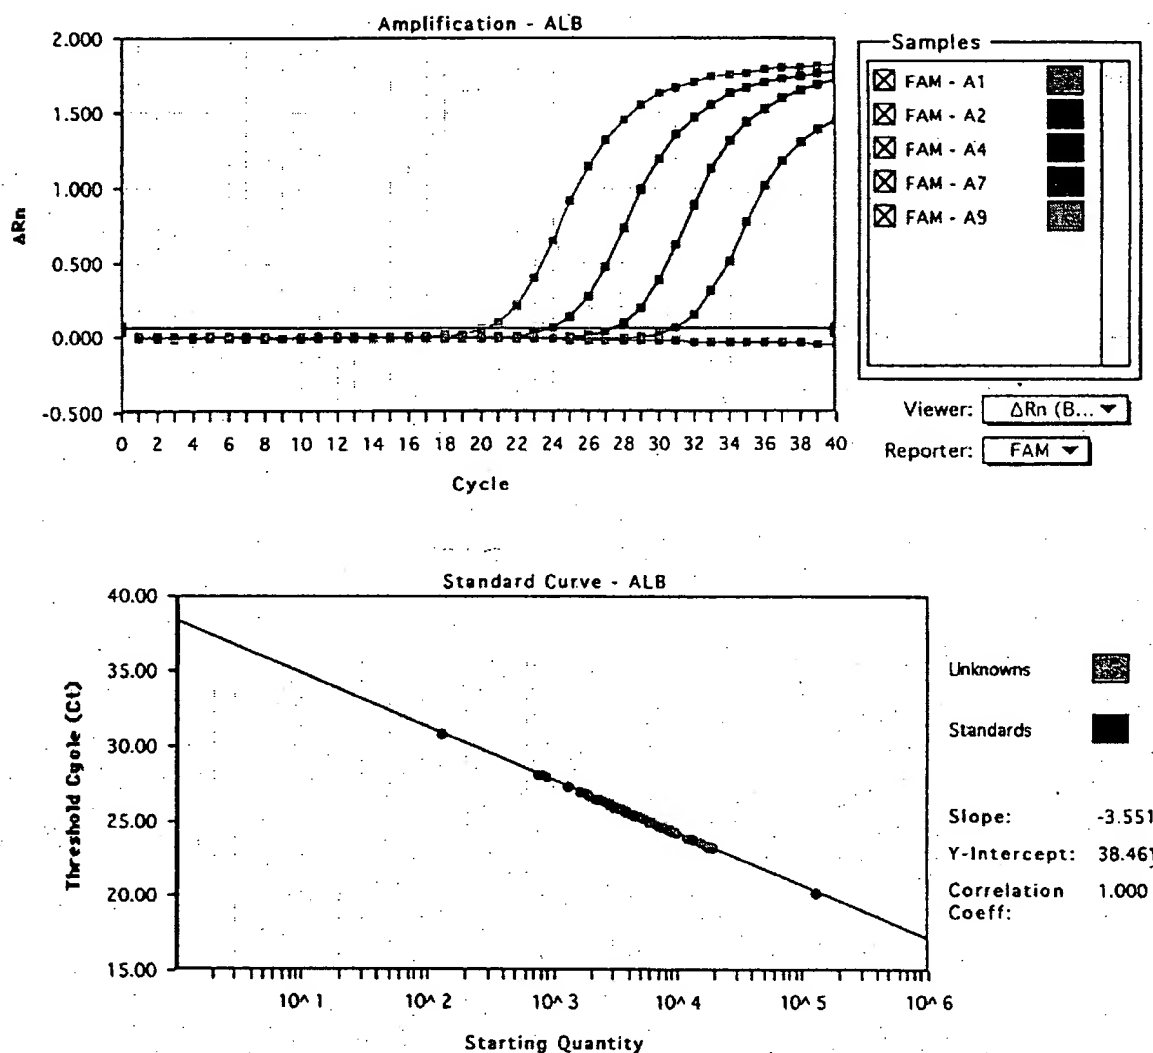 Amplification - ALB
2.000
1.500
1.000
0.500
0.000
-0.500
ΔRn
0 2 4 6 8 10 12 14 16 18 20 22 24 26 28 30 32 34 36 38 40
Cycle
Samples
FAM - A1
FAM - A2
FAM - A4
FAM - A7
FAM - A9
Viewer: ΔRn (B... ▼
Reporter: FAM ▼
Standard Curve - ALB
40.00
35.00
30.00
25.00
20.00
15.00
Threshold Cycle (Ct)
10^1 10^2 10^3 10^4 10^5 10^6
Starting Quantity
Unknowns
Standards
Slope: -3.551
Y-Intercept: 38.461
Correlation 1.000
Coeff: